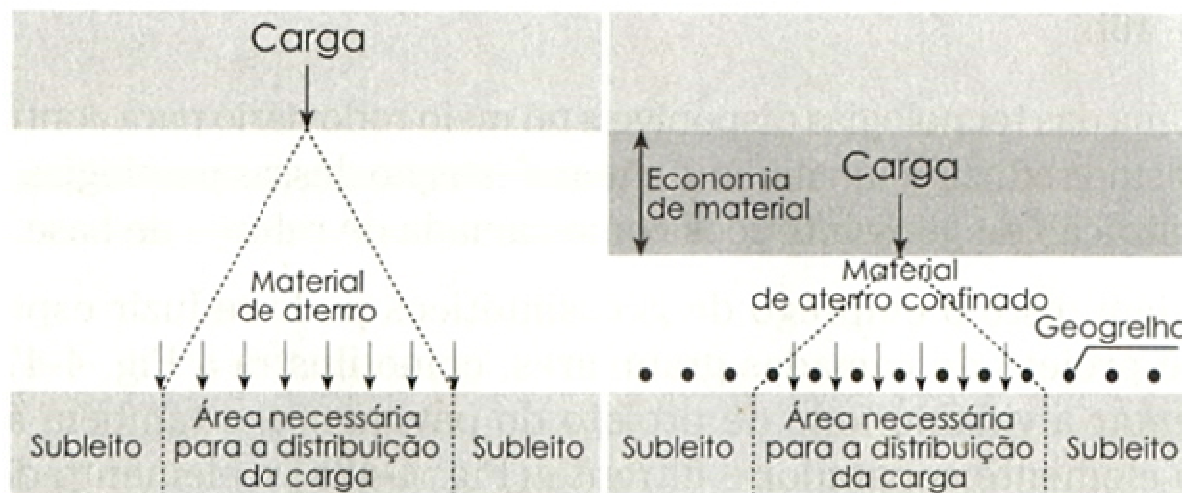 Carga
Material
de aterrro
Subleito
Área necessária
para a distribuição
da carga
Subleito
Economia
de material
Carga
Material
de aterrro confinado
Geogrelha
Subleito
Área necessária
para a distribuição
da carga
Subleito